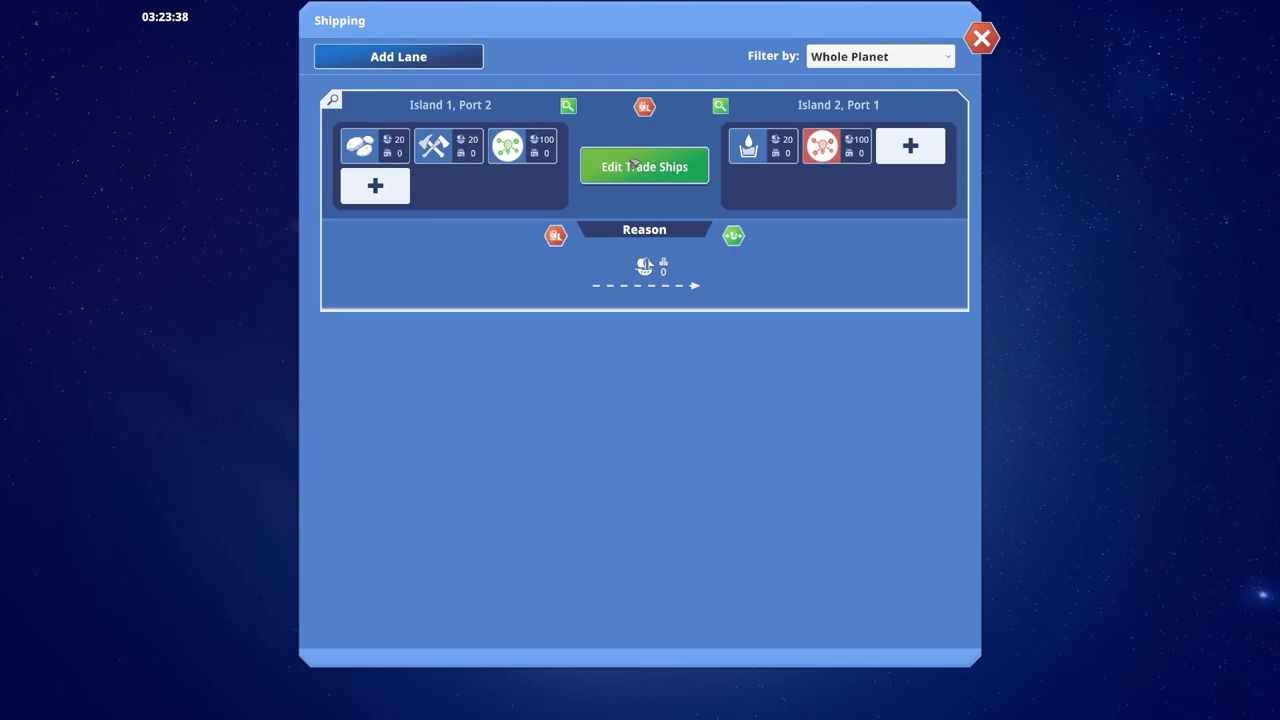 03:23:38
Shipping
Add Lane
Filter by:
Whole Planet
Island 1, Port 2
Island 2, Port 1
20
0
20
0
100
0
Edit Trade Ships
20
0
100
0
Reason
0